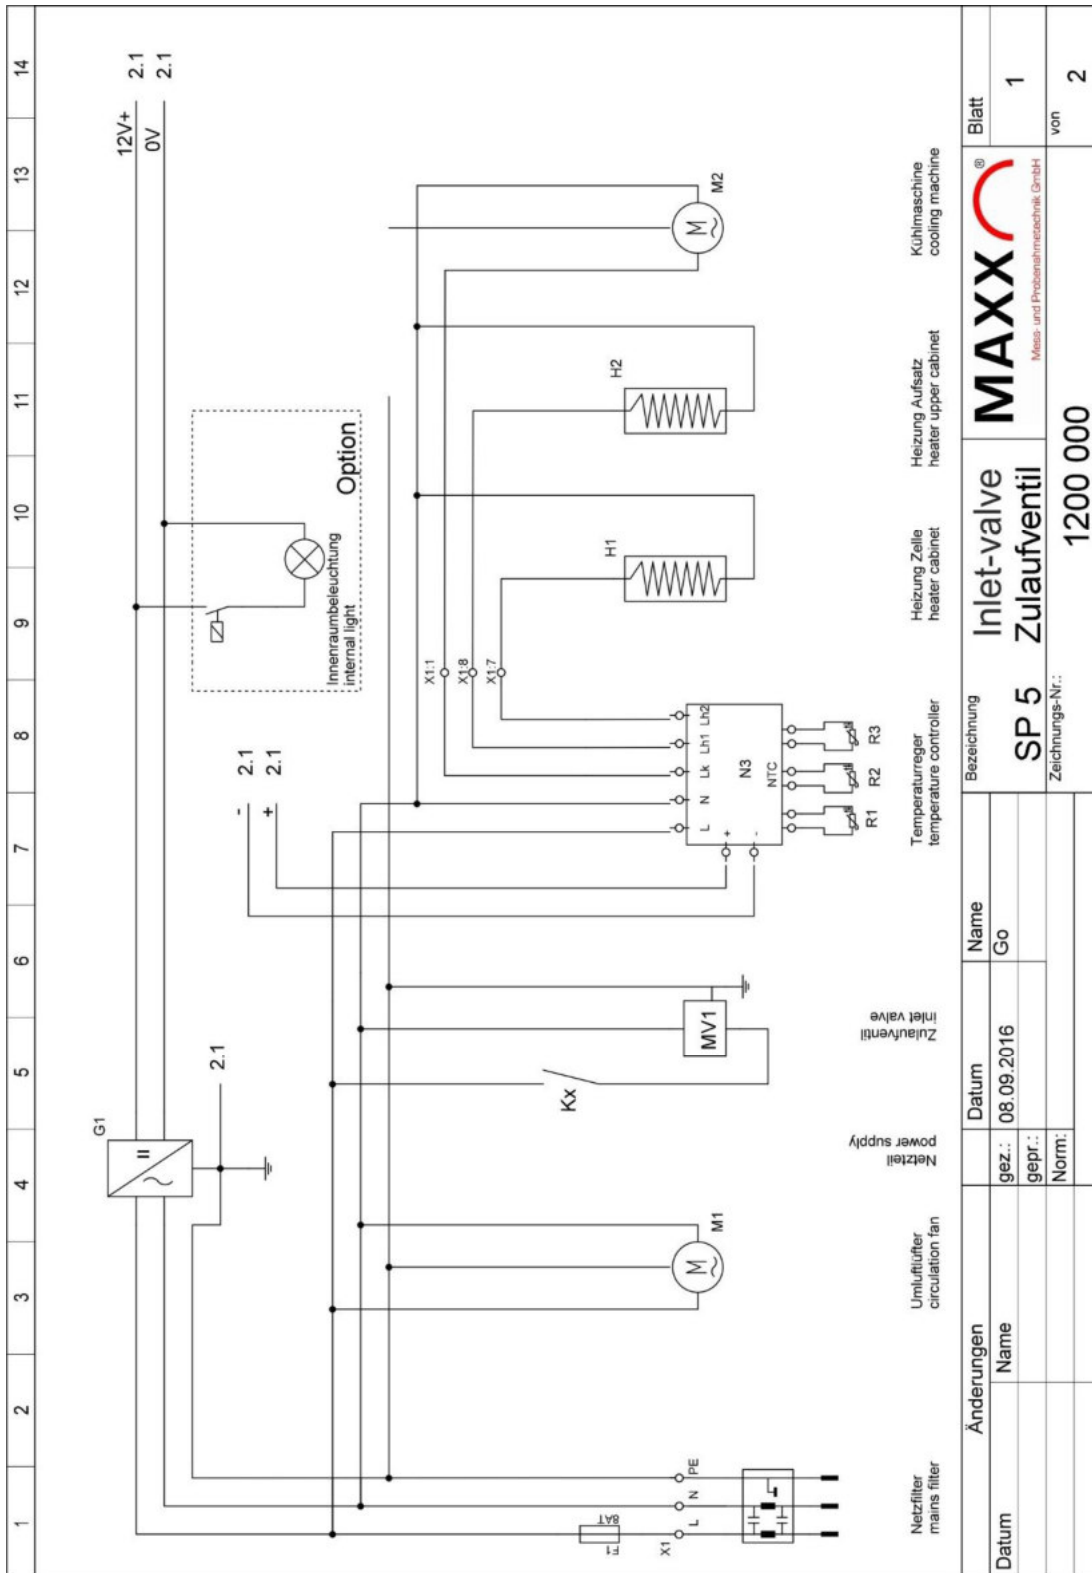 1 2 3 4 5 6 7 8 9 10 11 12 13 14
12V+ 2.1
0V 2.1
G1
2.1
- 2.1
+ 2.1
Innenraumbeleuchtung
internal light
Option
F1
8AT
X1
L
N
PE
M
M1
Kx
MV1
L
N
Lk
Lh1
Lh2
+
-
N3
NTC
R1
R2
R3
X1:1
X1:8
X1:7
H1
H2
M
M2
Netzfilter
mains filter
Umluftlüfter
circulation fan
Netzteil
power supply
Zulaufventil
inlet valve
Temperaturreger
temperature controller
Heizung Zelle
heater cabinet
Heizung Aufsatz
heater upper cabinet
Kühlmaschine
cooling machine
Änderungen
Datum
Name
Datum
Name
gez.: 08.09.2016 Go
gepr.:
Norm:
Bezeichnung
Inlet-valve
SP 5 Zulaufventil
Zeichnungs-Nr.:
1200 000
MAXX ®
Mess- und Probenahmetechnik GmbH
Blatt
1
von
2